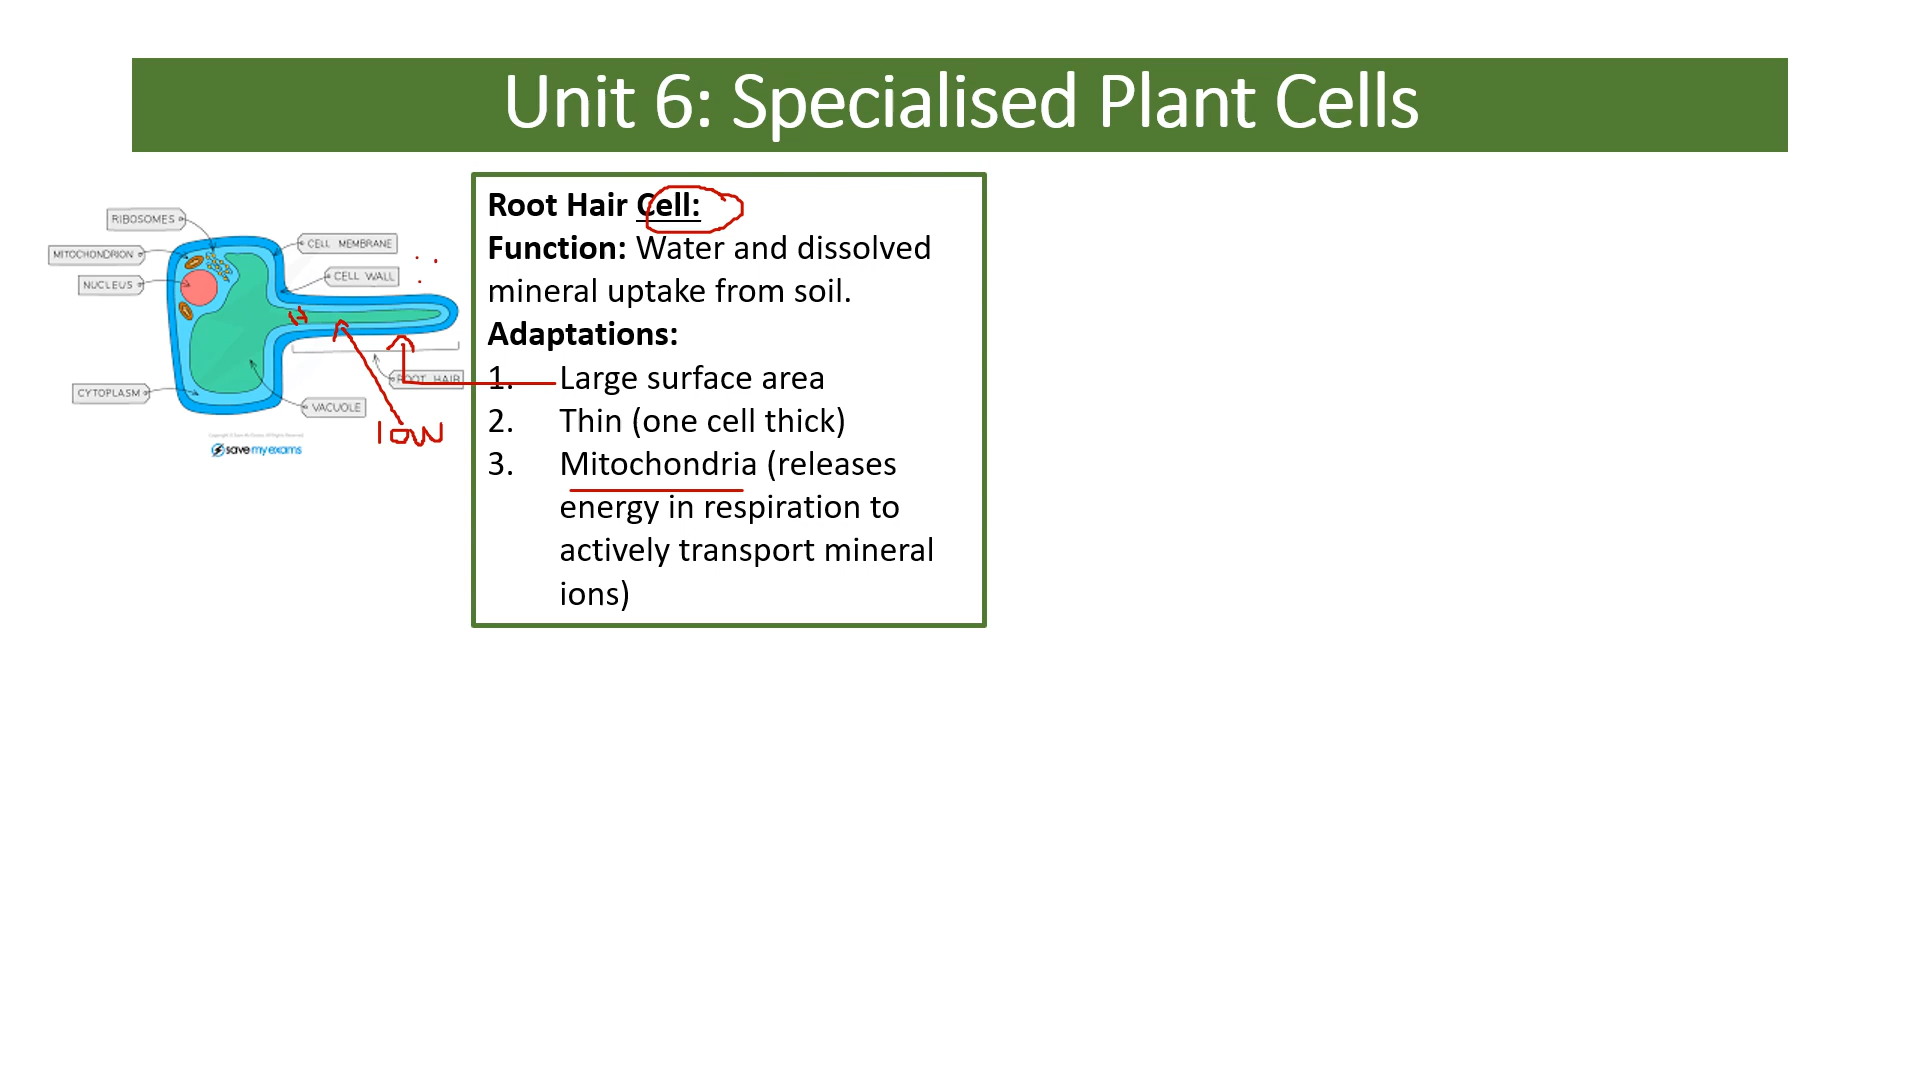 Unit 6: Specialised Plant Cells
RIBOSOMES
MITOCHONDRION
NUCLEUS
CYTOPLASM
CELL MEMBRANE
CELL WALL
ROOT HAIR
VACUOLE
low
save my exams
Root Hair Cell:
Function: Water and dissolved
mineral uptake from soil.
Adaptations:
1. Large surface area
2. Thin (one cell thick)
3. Mitochondria (releases
energy in respiration to
actively transport mineral
ions)